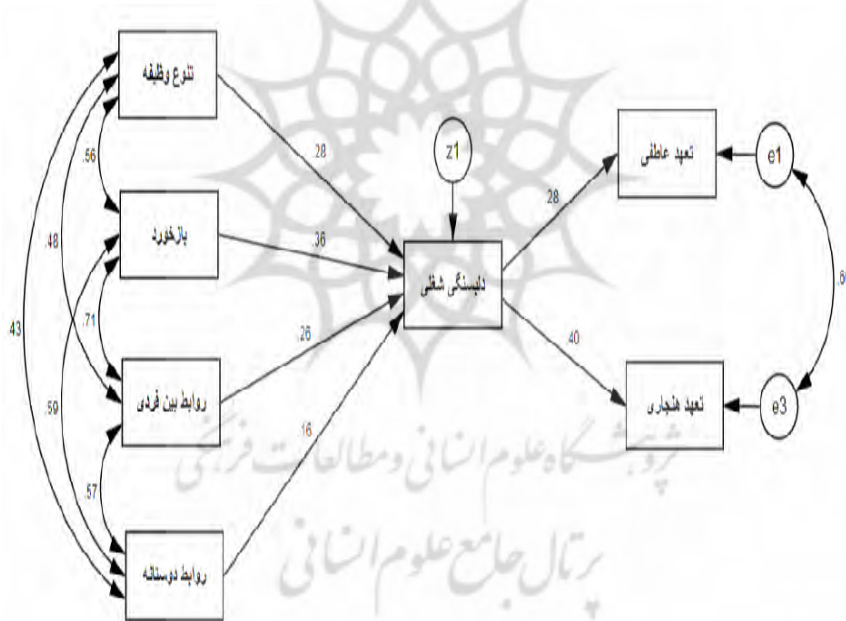 تنوع وظیفه
بازخورد
روابط بین فردی
روابط دوستانه
دلبستگی شغلی
تعهد عاطفی
تعهد هنجاری
z1
e1
e3
.56
.48
.43
.71
.59
.57
.28
.36
.26
.16
.28
.40
پژوهشگاه علوم انسانی و مطالعات فرهنگی
پرتال جامع علوم انسانی